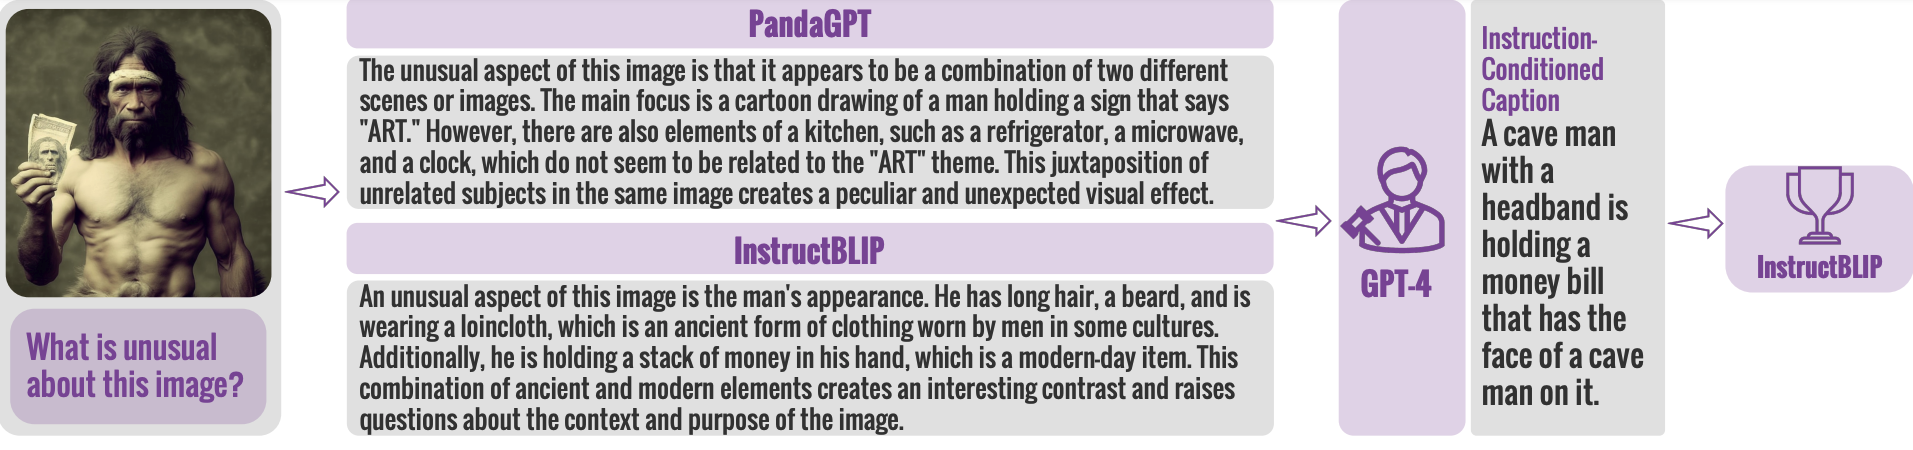 What is unusual
about this image?
PandaGPT
The unusual aspect of this image is that it appears to be a combination of two different
scenes or images. The main focus is a cartoon drawing of a man holding a sign that says
"ART." However, there are also elements of a kitchen, such as a refrigerator, a microwave,
and a clock, which do not seem to be related to the "ART" theme. This juxtaposition of
unrelated subjects in the same image creates a peculiar and unexpected visual effect.
InstructBLIP
An unusual aspect of this image is the man's appearance. He has long hair, a beard, and is
wearing a loincloth, which is an ancient form of clothing worn by men in some cultures.
Additionally, he is holding a stack of money in his hand, which is a modern-day item. This
combination of ancient and modern elements creates an interesting contrast and raises
questions about the context and purpose of the image.
GPT-4
Instruction-
Conditioned
Caption
A cave man
with a
headband is
holding a
money bill
that has the
face of a cave
man on it.
InstructBLIP